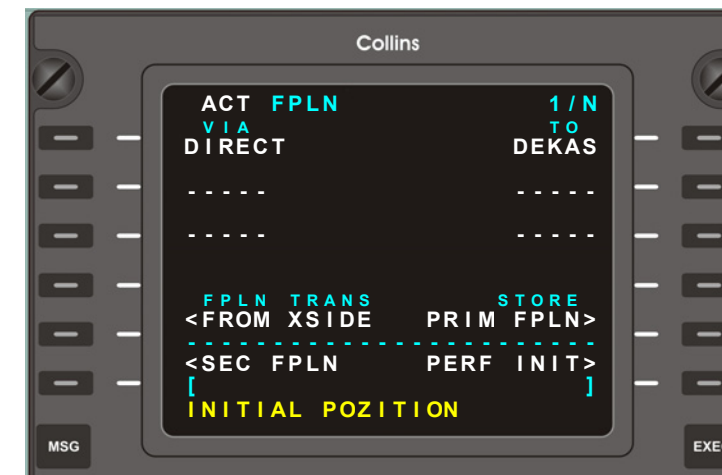 Collins
ACT FPLN 1/N
VIA TO
DIRECT DEKAS
----- -----
----- -----
FPLN TRANS STORE
<FROM XSIDE PRIM FPLN>
------------------------
<SEC FPLN PERF INIT>
[ ]
INITIAL POZITION
MSG EXE